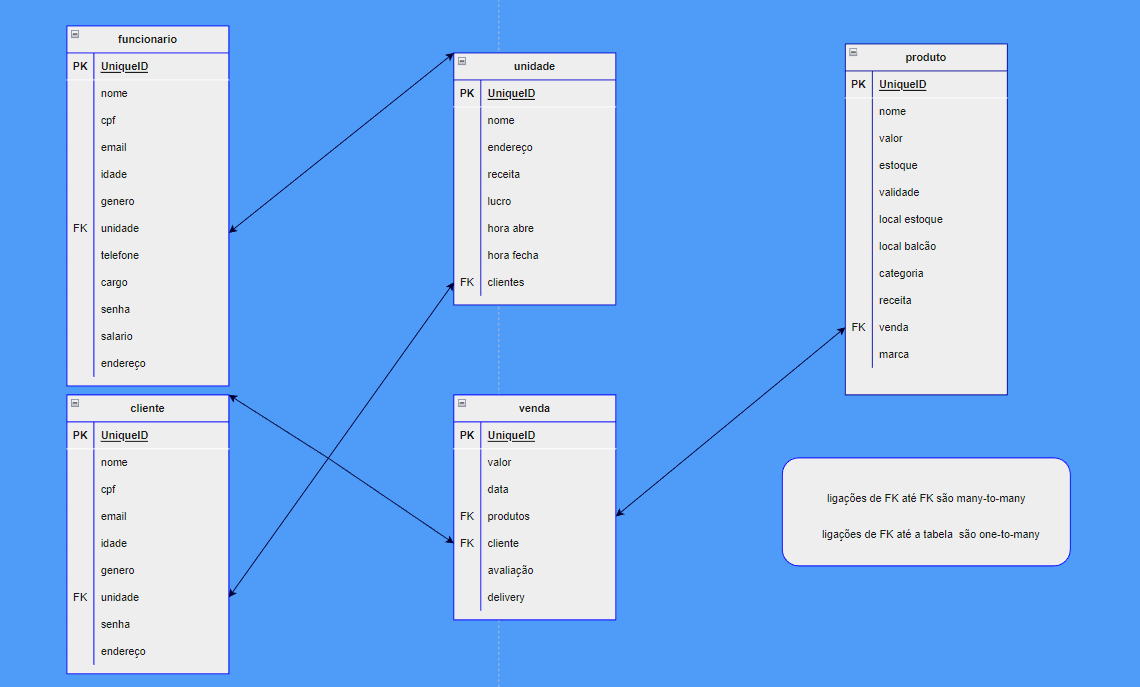 funcionario
PK UniqueID
nome
cpf
email
idade
genero
FK unidade
telefone
cargo
senha
salario
endereço
cliente
PK UniqueID
nome
cpf
email
idade
genero
FK unidade
senha
endereço
unidade
PK UniqueID
nome
endereço
receita
lucro
hora abre
hora fecha
FK clientes
venda
PK UniqueID
valor
data
FK produtos
FK cliente
avaliação
delivery
produto
PK UniqueID
nome
valor
estoque
validade
local estoque
local balcão
categoria
receita
FK venda
marca
ligações de FK até FK são many-to-many
ligações de FK até a tabela são one-to-many